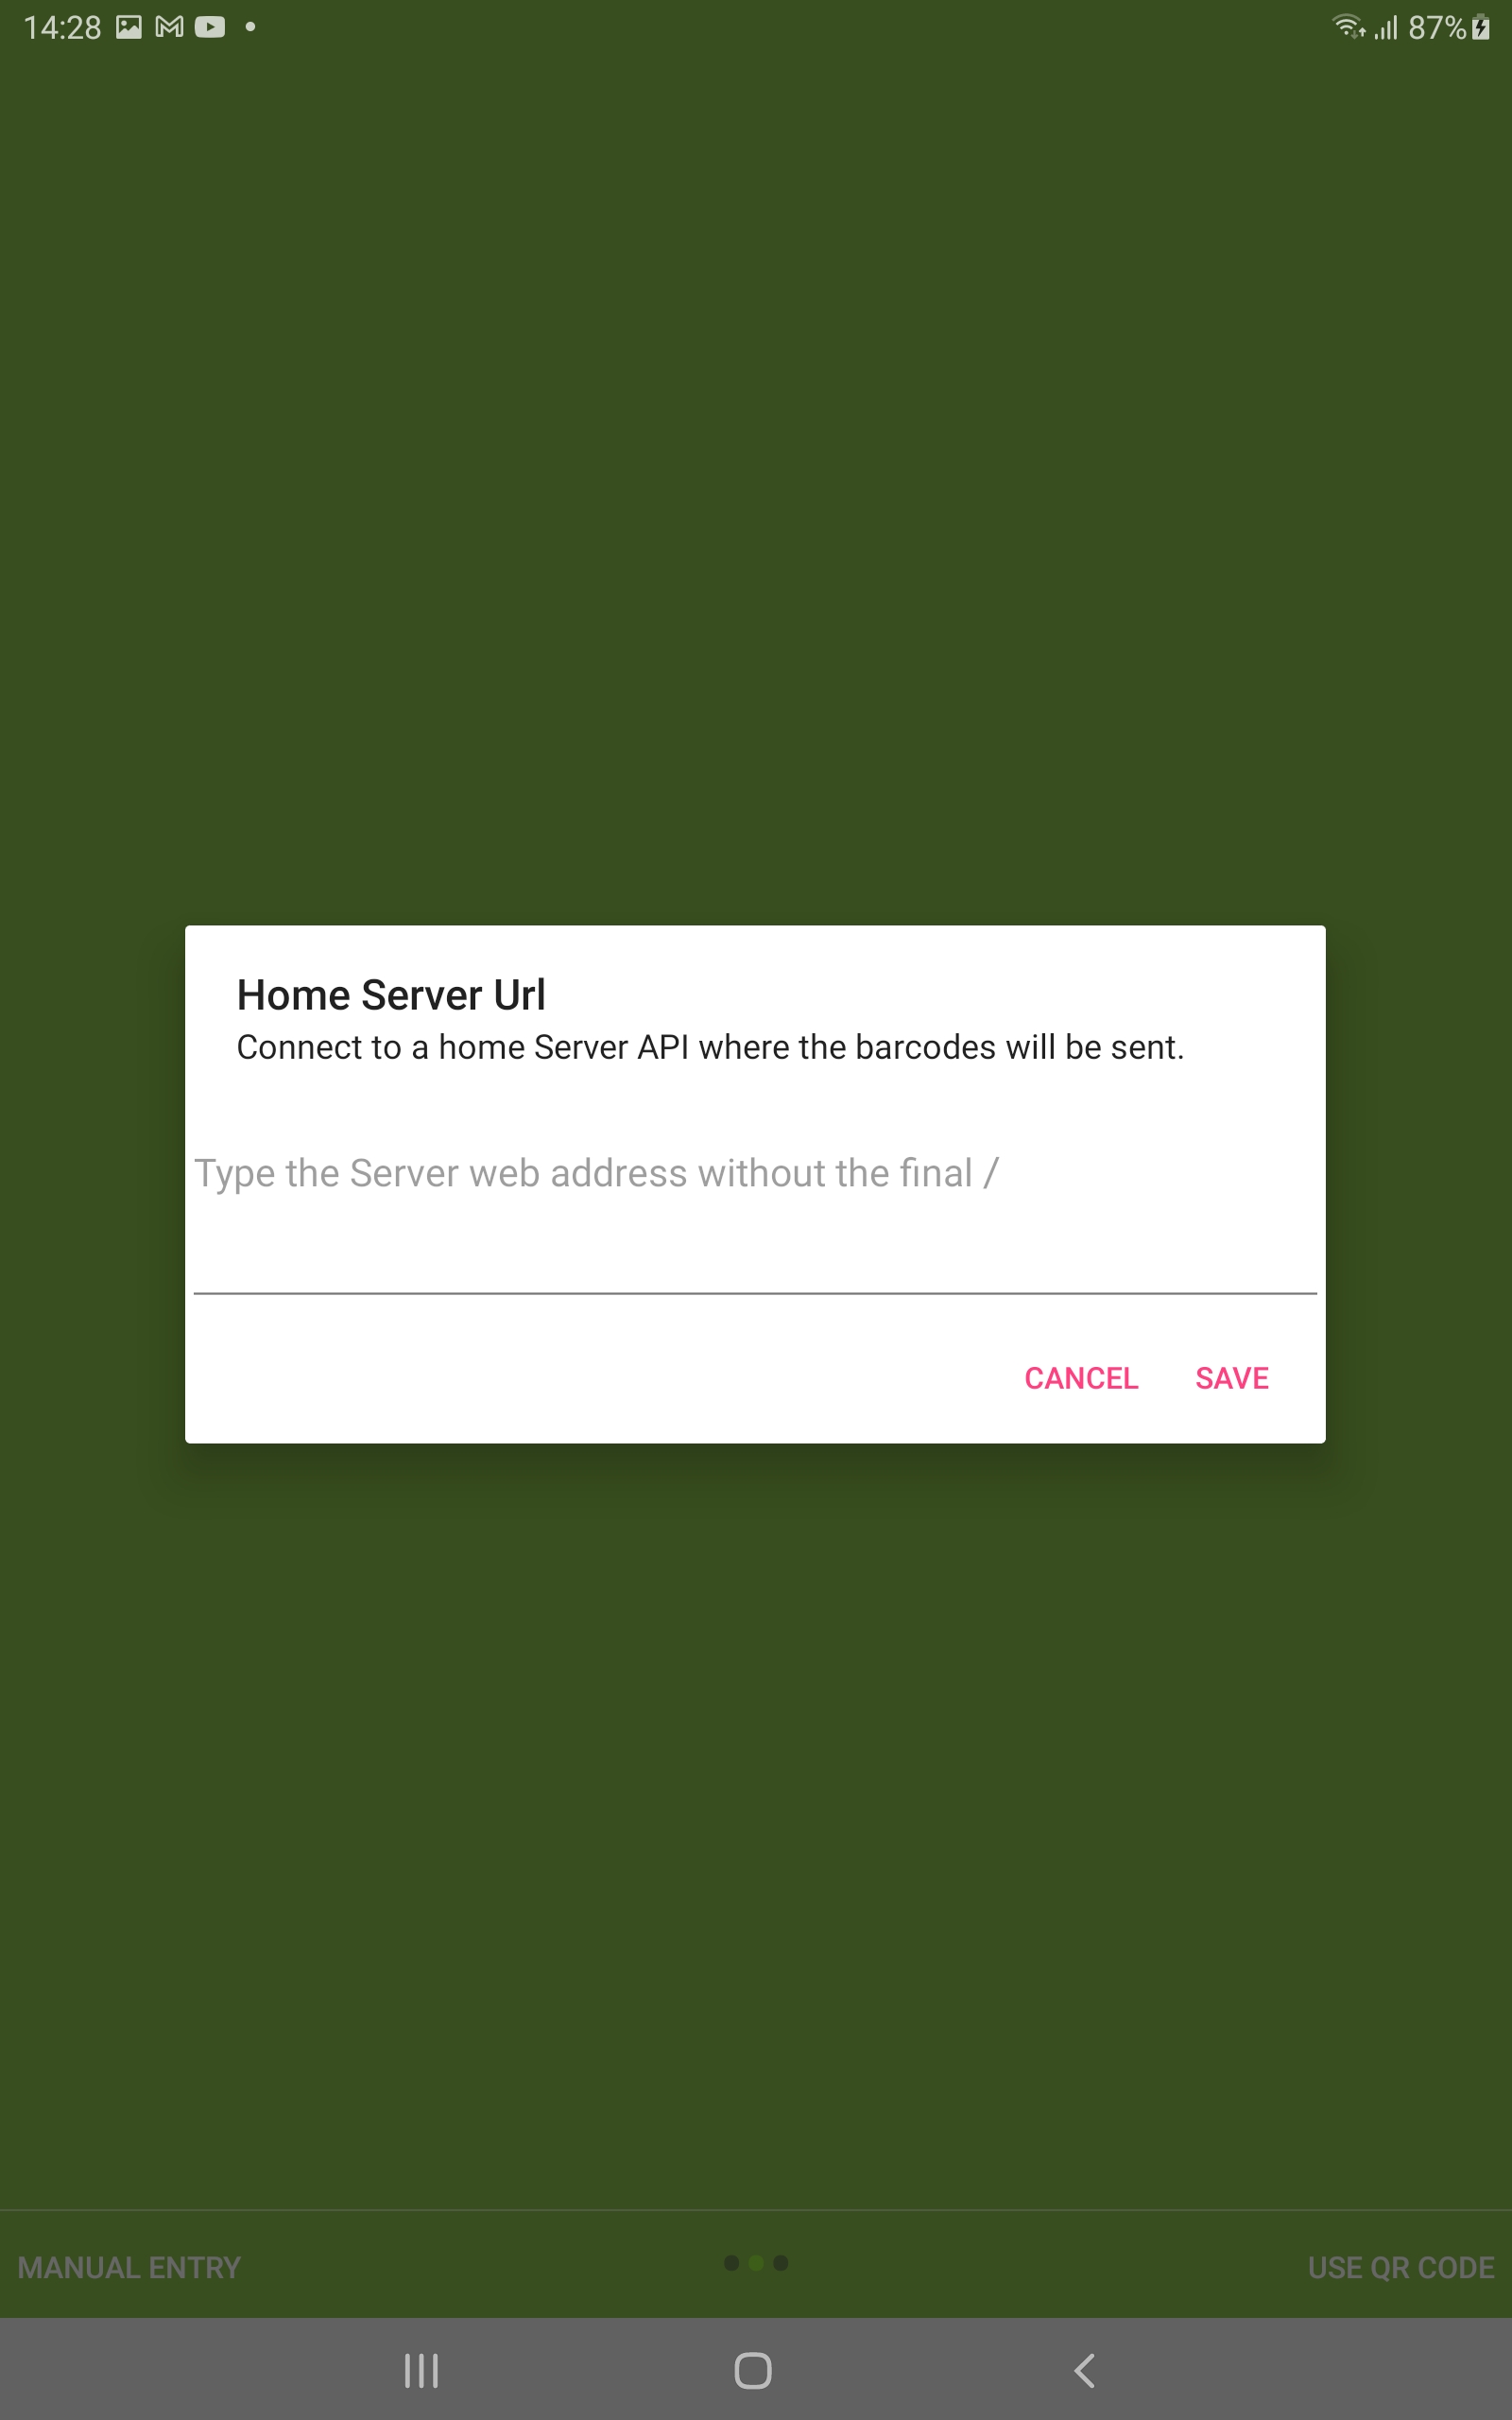 14:28
87%
Home Server Url
Connect to a home Server API where the barcodes will be sent.
Type the Server web address without the final /
CANCEL SAVE
MANUAL ENTRY
USE QR CODE